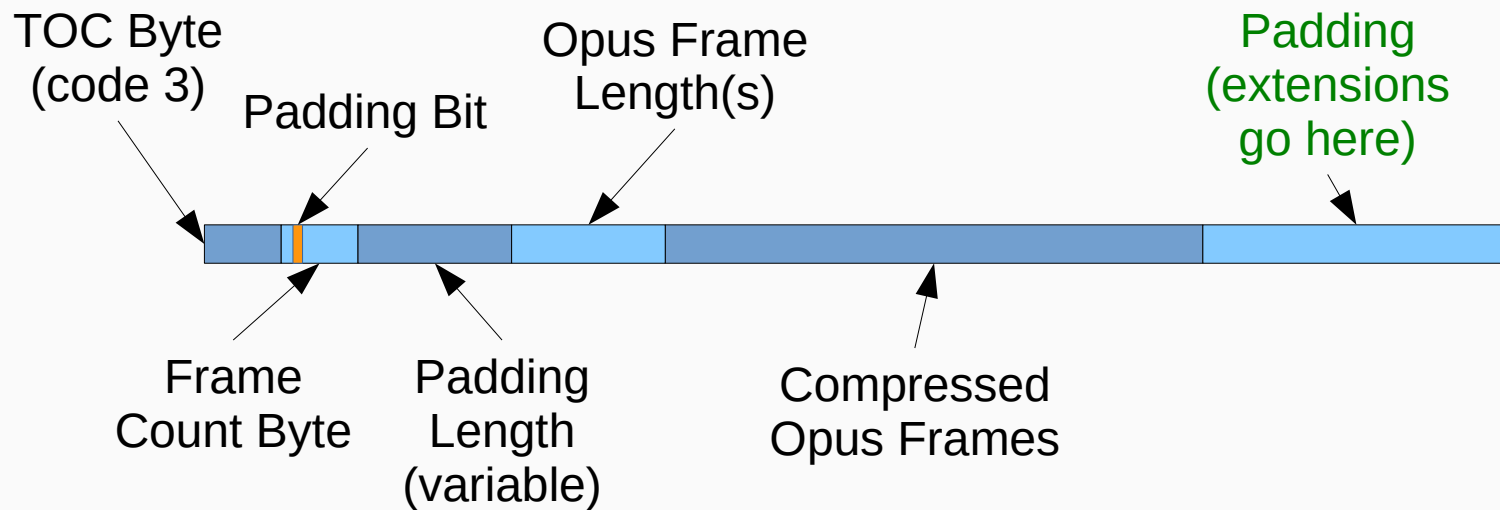 TOC Byte
(code 3)
Padding Bit
Opus Frame
Length(s)
Padding
(extensions
go here)
Frame
Count Byte
Padding
Length
(variable)
Compressed
Opus Frames